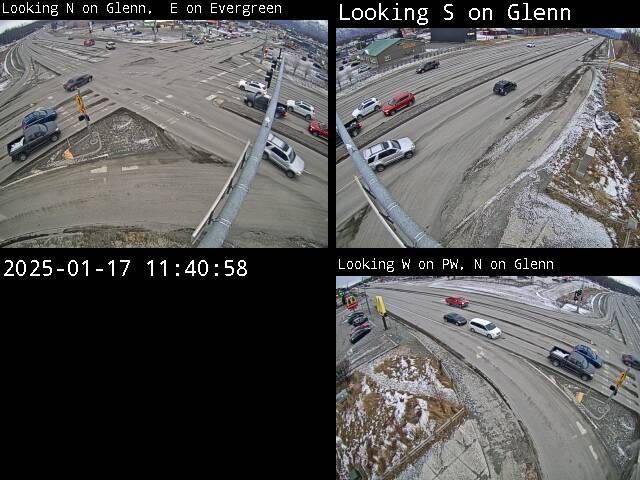 Looking N on Glenn,  E on Evergreen
Looking S on Glenn
2025-01-17 11:40:58
Looking W on PW, N on Glenn